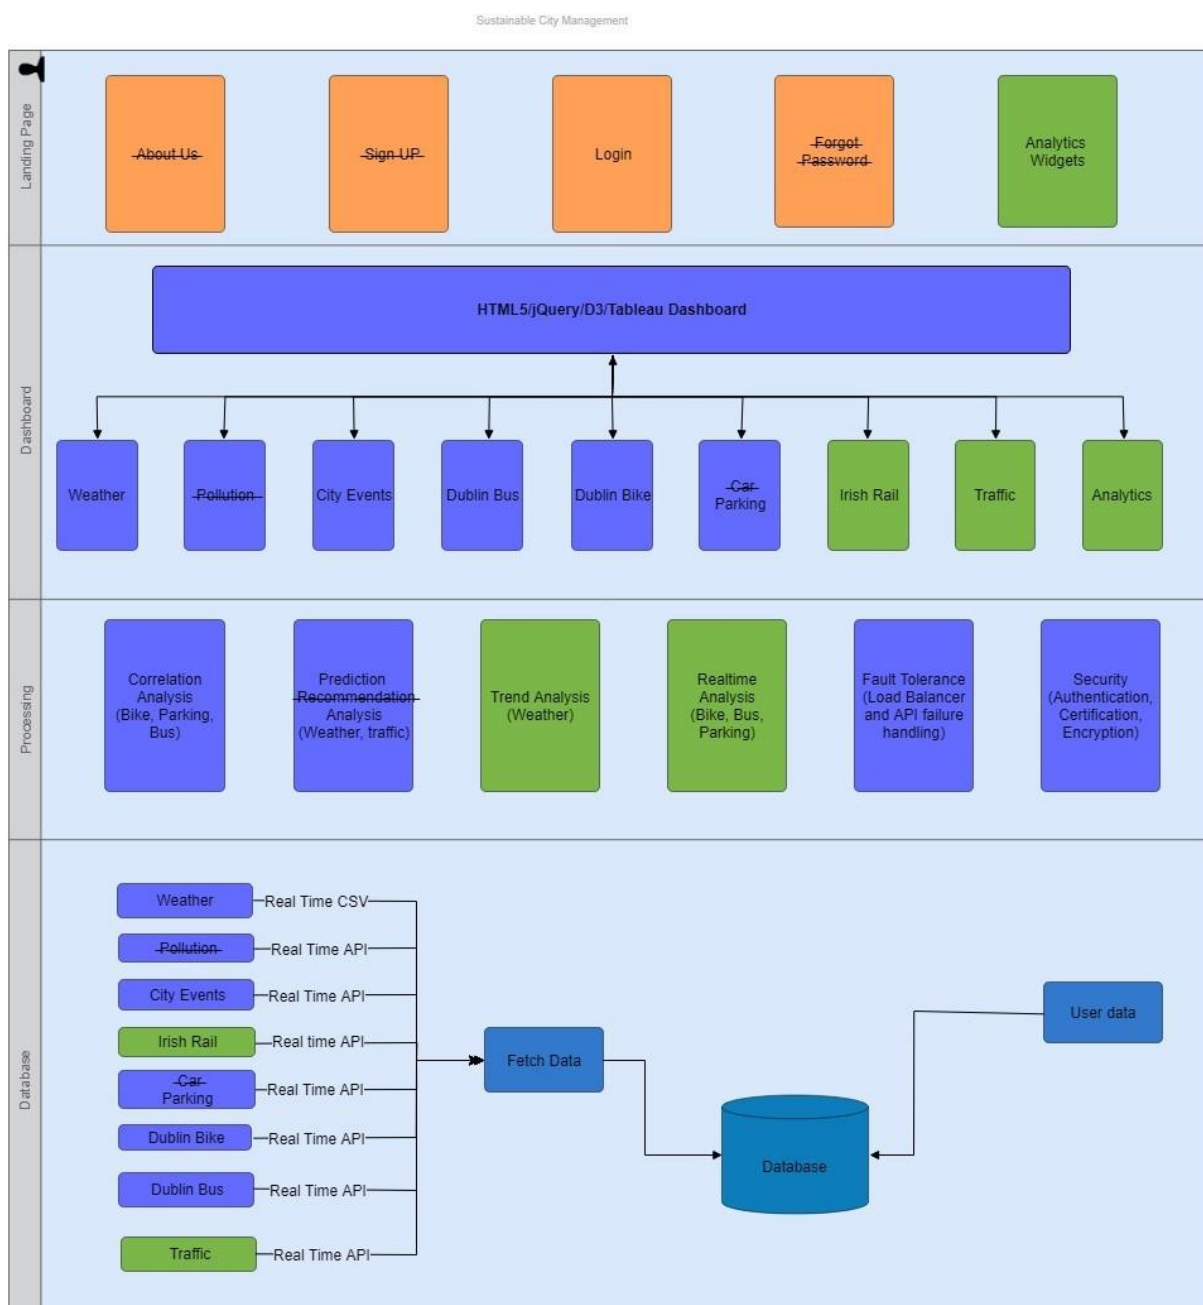 Sustainable City Management
Landing Page
About Us
Sign UP
Login
Forgot
Password
Analytics
Widgets
Dashboard
HTML5/jQuery/D3/Tableau Dashboard
Weather
Pollution
City Events
Dublin Bus
Dublin Bike
Car
Parking
Irish Rail
Traffic
Analytics
Processing
Correlation
Analysis
(Bike, Parking,
Bus)
Prediction
Recommendation
Analysis
(Weather, traffic)
Trend Analysis
(Weather)
Realtime
Analysis
(Bike, Bus,
Parking)
Fault Tolerance
(Load Balancer
and API failure
handling)
Security
(Authentication,
Certification,
Encryption)
Database
Weather
Real Time CSV
Pollution
Real Time API
City Events
Real Time API
Irish Rail
Real time API
Car
Parking
Real Time API
Dublin Bike
Real Time API
Dublin Bus
Real Time API
Traffic
Real Time API
Fetch Data
Database
User data